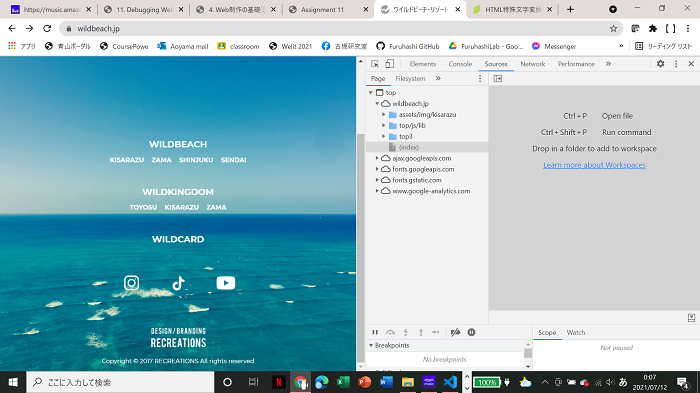 https://music.amaz
11. Debugging Web
4. Web制作の基礎①
Assignment 11
ワイルドビーチ・リゾート
HTML特殊文字変換
wildbeach.jp
アプリ
青山ポータル
CoursePowe
Aoyama mail
classroom
Welit 2021
古橋研究室
Furuhashi GitHub
FuruhashiLab - Goo...
Messenger
»
リーディング リスト
WILDBEACH
KISARAZU ZAMA SHINJUKU SENDAI
WILDKINGDOM
TOYOSU KISARAZU ZAMA
WILDCARD
DESIGN / BRANDING
RECREATIONS
Copyright © 2017 RECREATIONS All rights reserved
Elements Console Sources Network Performance »
Page Filesystem »
top
wildbeach.jp
assets/img/kisarazu
top/js/lib
top3
(index)
ajax.googleapis.com
fonts.googleapis.com
fonts.gstatic.com
www.google-analytics.com
Ctrl + P Open file
Ctrl + Shift + P Run command
Drop in a folder to add to workspace
Learn more about Workspaces
Breakpoints
No breakpoints
Scope Watch
Not paused
ここに入力して検索
100%
あ
0:07
2021/07/12
4